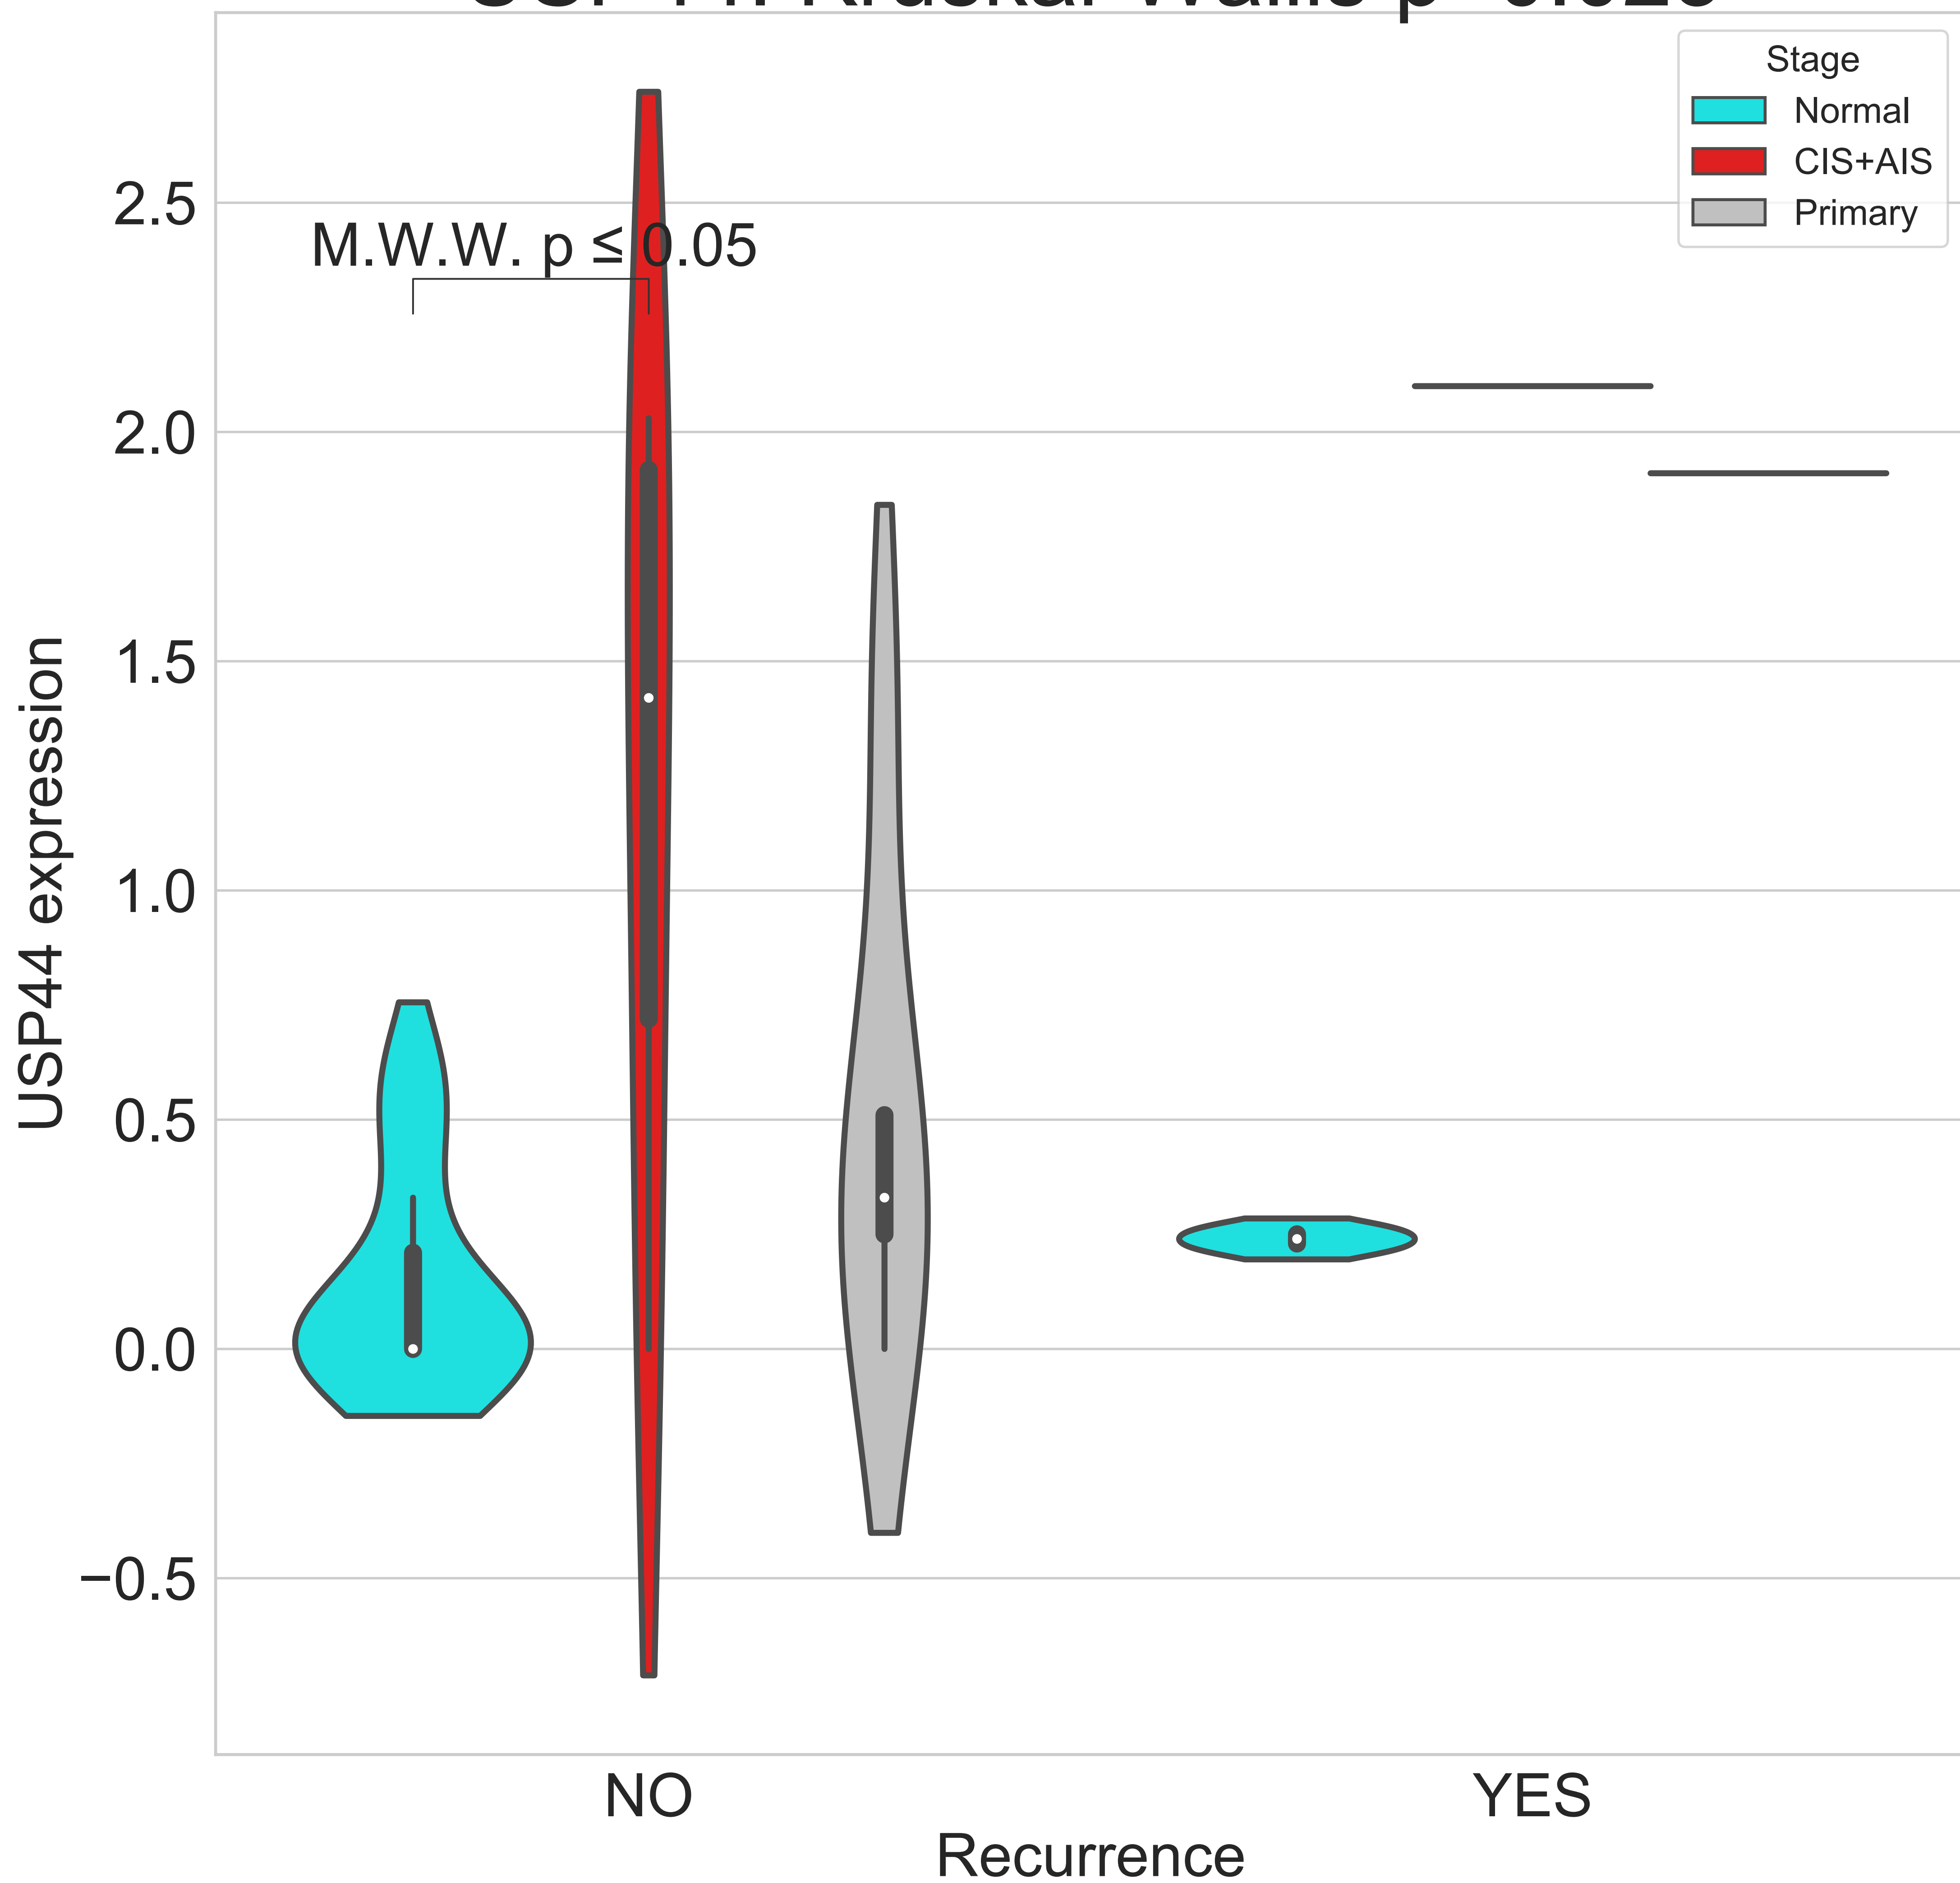 Stage
Normal
CIS+AIS
Primary
M.W.W. p ≤ 0.05
2.5
2.0
1.5
1.0
0.5
0.0
−0.5
USP44 expression
NO
YES
Recurrence